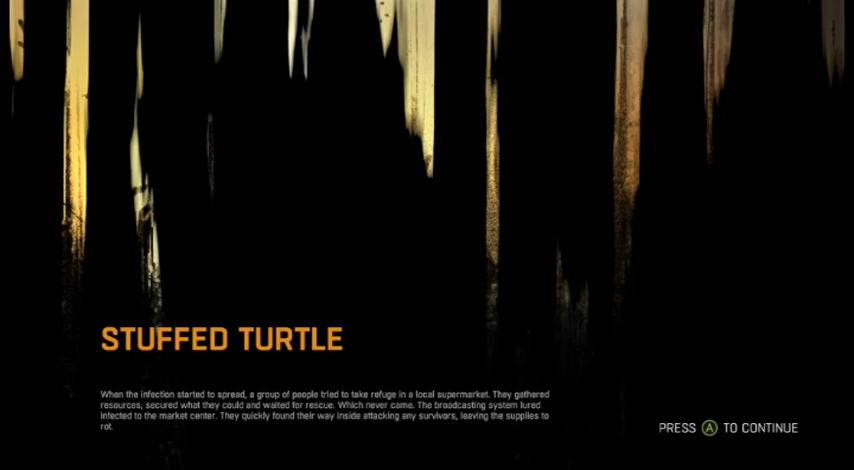 STUFFED TURTLE
When the infection started to spread, a group of people tried to take refuge in a local supermarket. They gathered
resources, secured what they could and waited for rescue. Which never came. The broadcasting system lured
infected to the market center. They quickly found their way inside attacking any survivors, leaving the supplies to
rot.
PRESS A TO CONTINUE